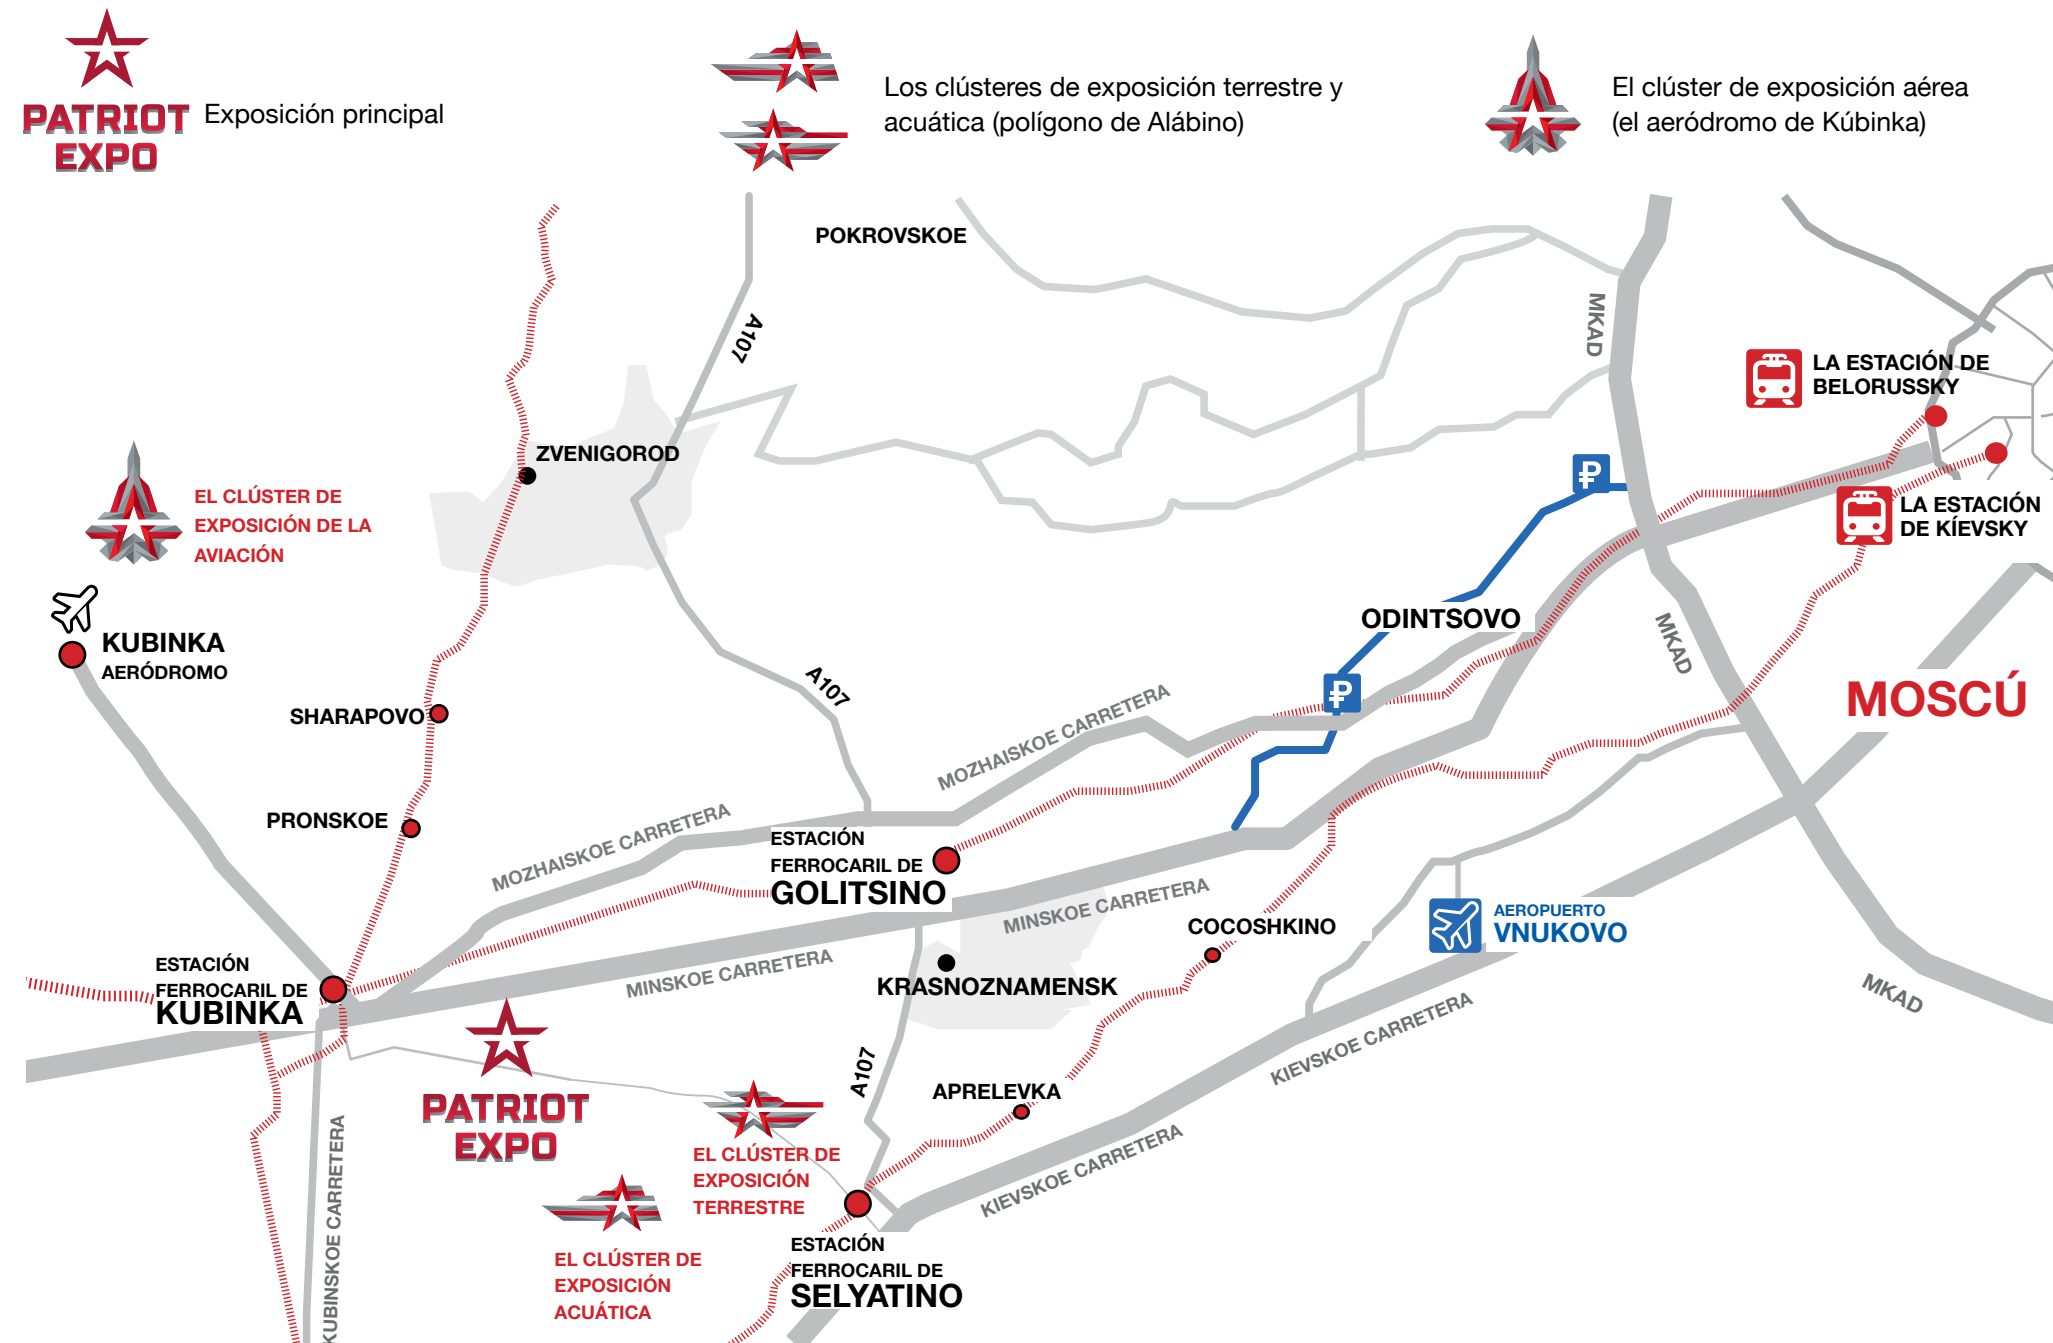 PATRIOT
EXPO
Exposición principal
Los clústeres de exposición terrestre y
acuática (polígono de Alábino)
El clúster de exposición aérea
(el aeródromo de Kúbinka)
POKROVSKOE
A107
MKAD
LA ESTACIÓN DE
BELORUSSKY
ZVENIGOROD
EL CLÚSTER DE
EXPOSICIÓN DE LA
AVIACIÓN
LA ESTACIÓN
DE KÍEVSKY
KUBINKA
AERÓDROMO
ODINTSOVO
MKAD
MOSCÚ
A107
SHARAPOVO
MOZHAISKOE CARRETERA
PRONSKOE
MOZHAISKOE CARRETERA
ESTACIÓN
FERROCARIL DE
GOLITSINO
MINSKOE CARRETERA
COCOSHKINO
AEROPUERTO
VNUKOVO
ESTACIÓN
FERROCARIL DE
KUBINKA
MINSKOE CARRETERA
KRASNOZNAMENSK
MKAD
KIEVSKOE CARRETERA
A107
APRELEVKA
PATRIOT
EXPO
KUBINSKOE CARRETERA
EL CLÚSTER DE
EXPOSICIÓN
TERRESTRE
KIEVSKOE CARRETERA
EL CLÚSTER DE
EXPOSICIÓN
ACUÁTICA
ESTACIÓN
FERROCARIL DE
SELYATINO